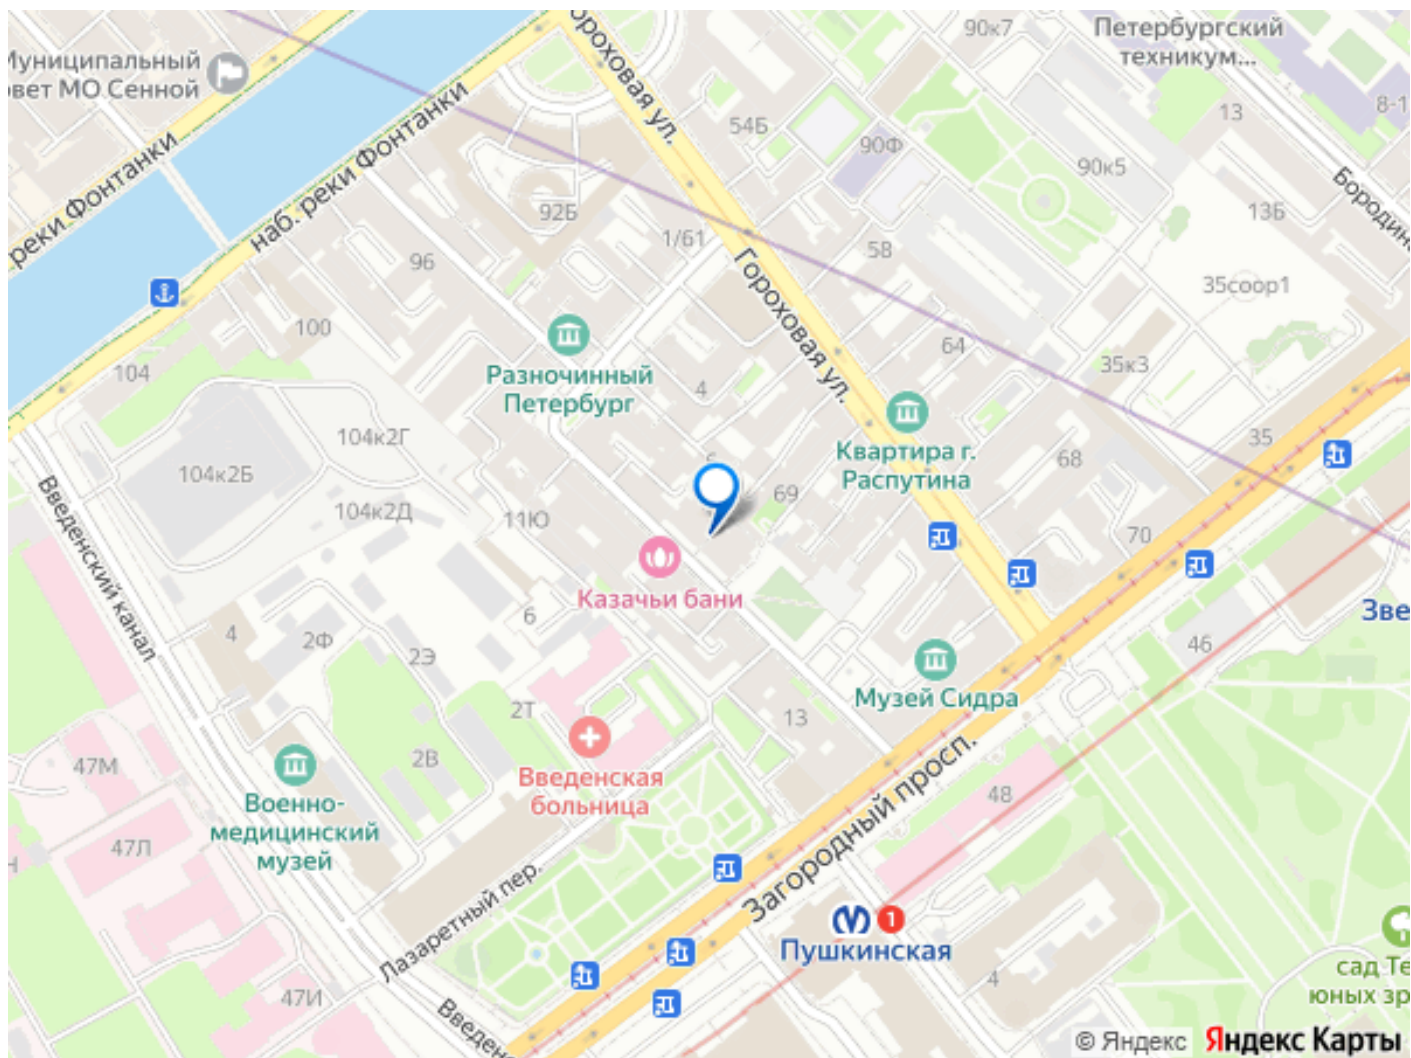 Муниципальный
овет МО Сенной
реки Фонтанки
наб. реки Фонтанки
Гороховая ул.
90к7
Петербургский
техникум...
8-1
13
54Б
90Ф
90к5
Бородинс
13Б
92Б
1/61
58
96
Гороховая ул.
35соор1
100
104
Разночинный
Петербург
4
64
35к3
Квартира г.
Распутина
35
68
104к2Г
104к2Б
104к2Д
11Ю
69
70
Введенский канал
Казачьи бани
6
Зве
46
4
2Ф
2Э
Музей Сидра
2Т
13
2В
Введенская
больница
47М
Военно-
медицинский
музей
47Л
48
Загородный просп.
Лазаретный пер.
1
Пушкинская
4
47И
Введенс
сад Те
юных зр
© Яндекс
Яндекс Карты